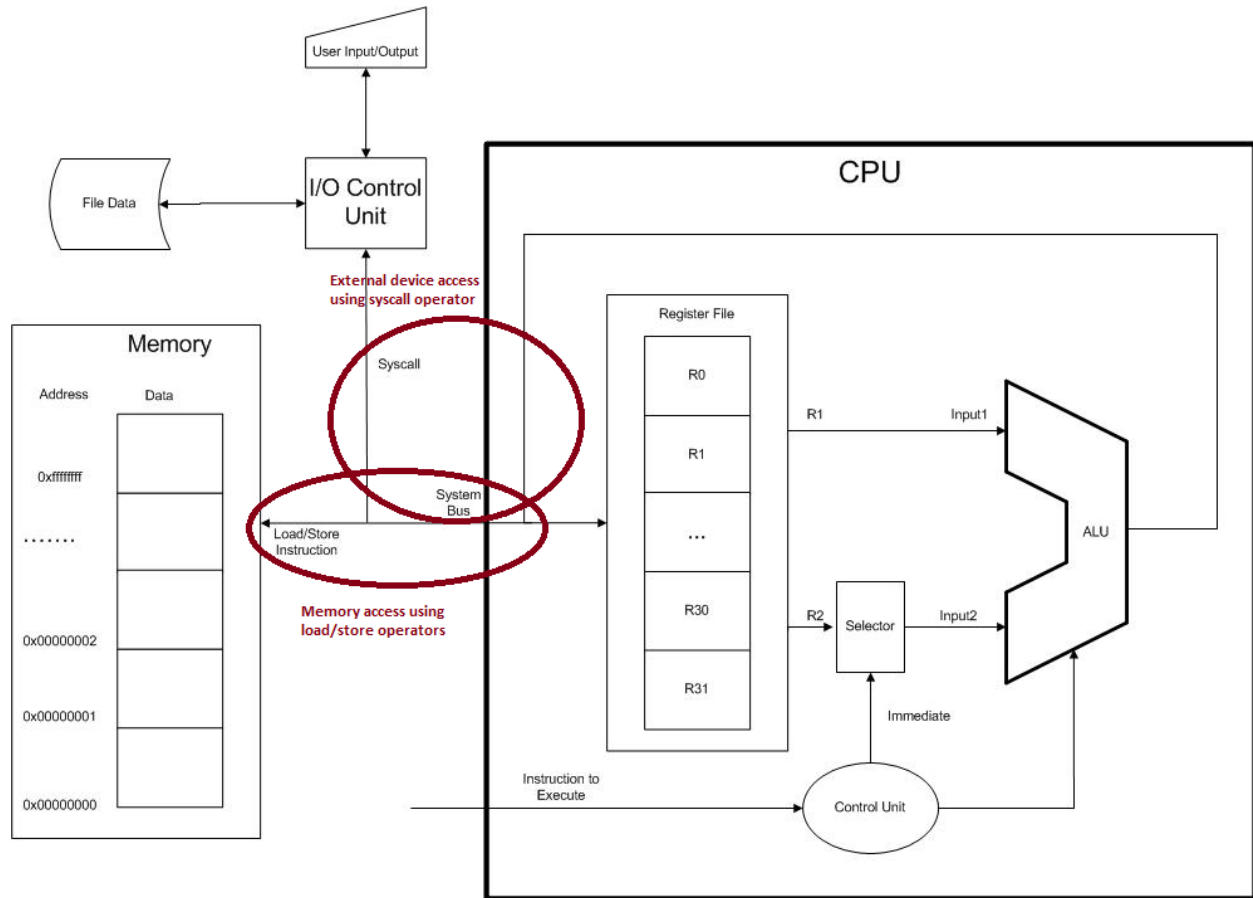 User Input/Output
I/O Control
Unit
File Data
CPU
External device access
using syscall operator
Syscall
Memory
Address
Data
0xffffffff
.......
0x00000002
0x00000001
0x00000000
System
Bus
Load/Store
Instruction
Memory access using
load/store operators
Register File
R0
R1
...
R30
R31
R1
Input1
R2
Selector
Input2
ALU
Immediate
Instruction to
Execute
Control Unit